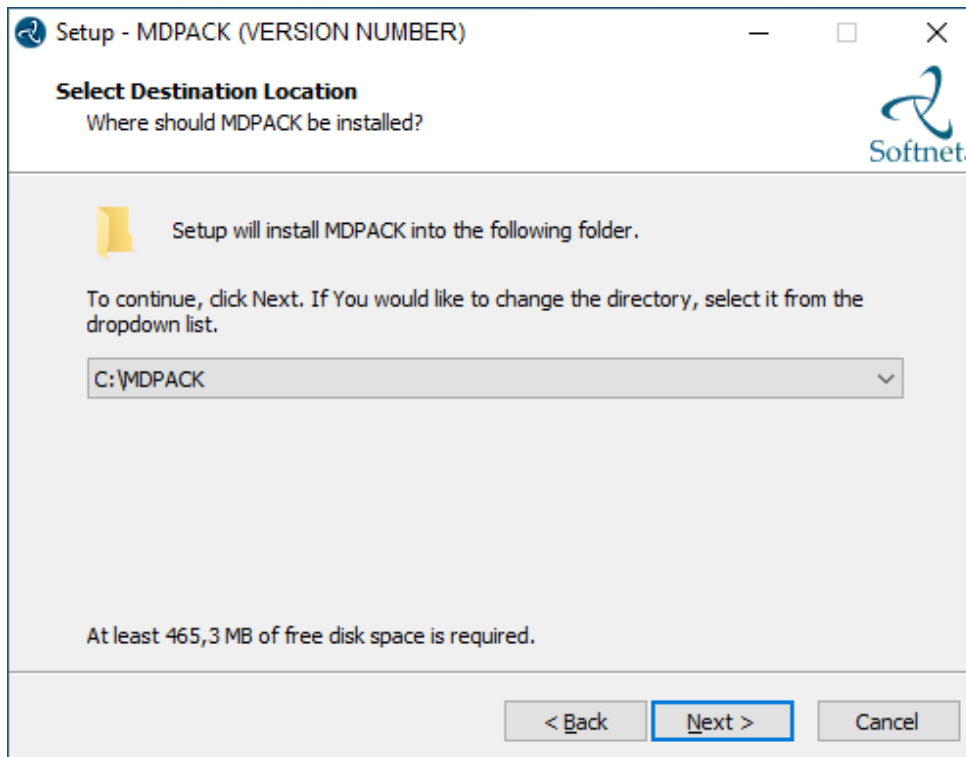 Setup - MDPACK (VERSION NUMBER)
Select Destination Location
Where should MDPACK be installed?
Softneta
Setup will install MDPACK into the following folder.
To continue, click Next. If You would like to change the directory, select it from the
dropdown list.
C:\MDPACK
At least 465,3 MB of free disk space is required.
< Back
Next >
Cancel